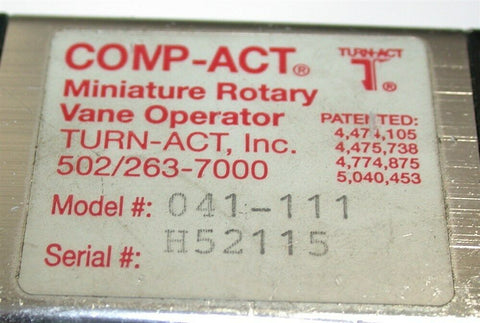 COMP-ACT®
Miniature Rotary
Vane Operator
TURN-ACT, Inc.
502/263-7000
TURN-ACT
T®
PATENTED:
4,474,105
4,475,738
4,774,875
5,040,453
Model #: 041-111
Serial #: H52115